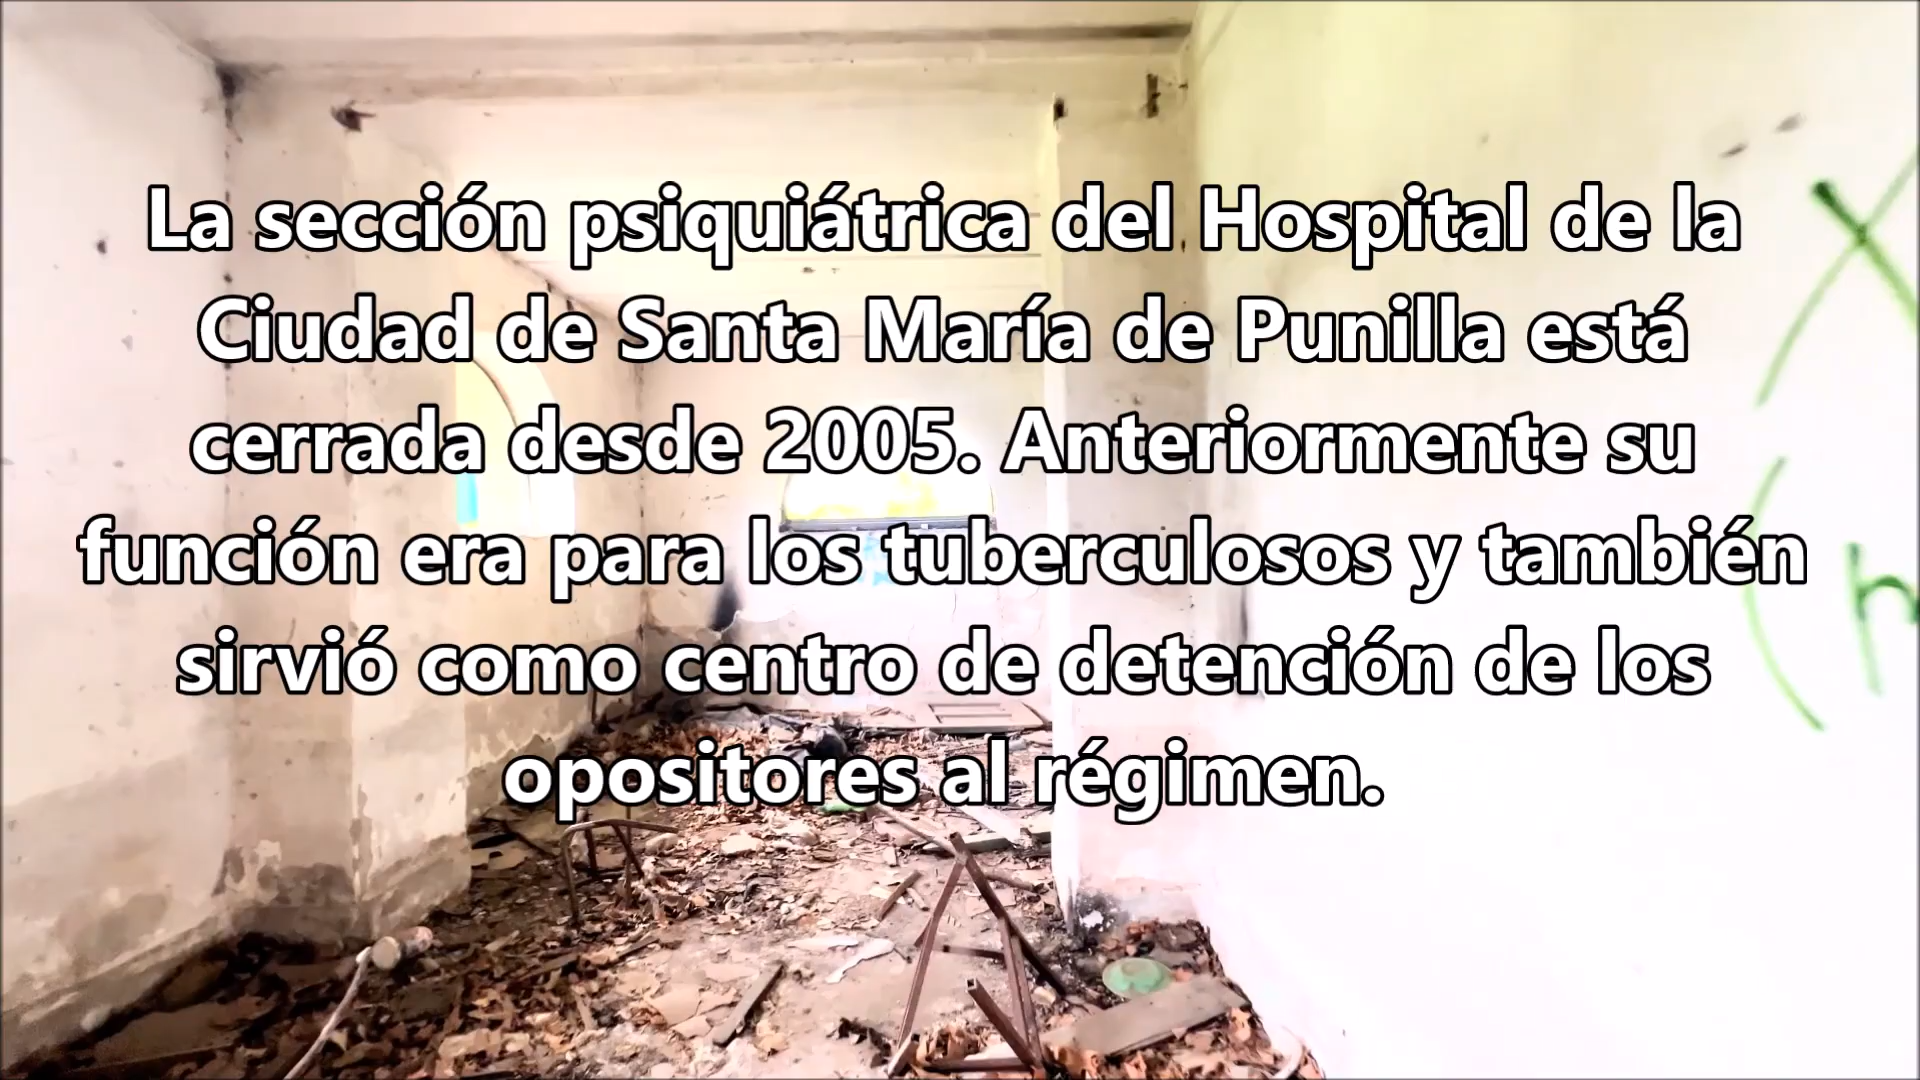 La sección psiquiátrica del Hospital de la
Ciudad de Santa María de Punilla está
cerrada desde 2005. Anteriormente su
función era para los tuberculosos y también
sirvió como centro de detención de los
opositores al régimen.